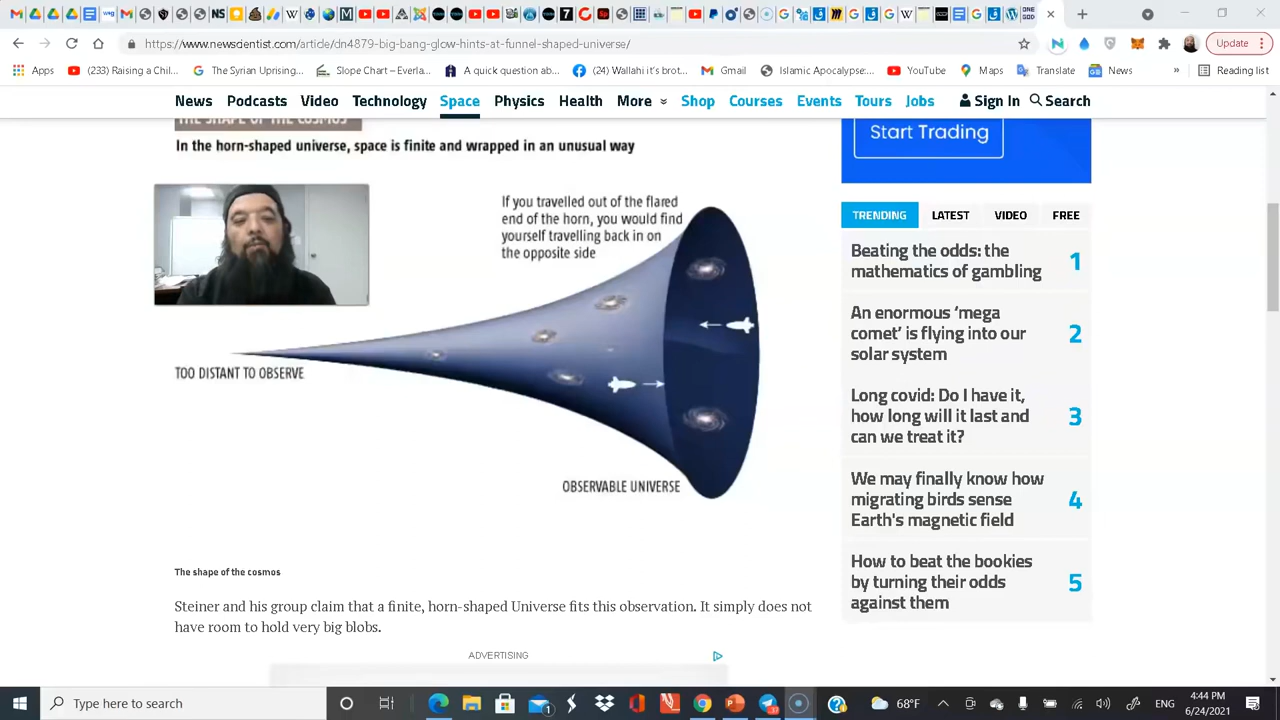 https://www.newscientist.com/article/dn4879-big-bang-glow-hints-at-funnel-shaped-universe/
Update
Apps
(233) Raising a Chil...
The Syrian Uprising...
Slope Chart – Everla...
A quick question ab...
(24) Wallahi it's brot...
Gmail
Islamic Apocalypse:...
YouTube
Maps
Translate
News
»
Reading list
News
Podcasts
Video
Technology
Space
Physics
Health
More
Shop
Courses
Events
Tours
Jobs
Sign In
Search
THE SHAPE OF THE COSMOS
In the horn-shaped universe, space is finite and wrapped in an unusual way
If you travelled out of the flared
end of the horn, you would find
yourself travelling back in on
the opposite side
TOO DISTANT TO OBSERVE
OBSERVABLE UNIVERSE
The shape of the cosmos
Steiner and his group claim that a finite, horn-shaped Universe fits this observation. It simply does not
have room to hold very big blobs.
ADVERTISING
Start Trading
TRENDING
LATEST
VIDEO
FREE
Beating the odds: the
mathematics of gambling
1
An enormous ‘mega
comet’ is flying into our
solar system
2
Long covid: Do I have it,
how long will it last and
can we treat it?
3
We may finally know how
migrating birds sense
Earth's magnetic field
4
How to beat the bookies
by turning their odds
against them
5
Type here to search
68°F
4:44 PM
6/24/2021